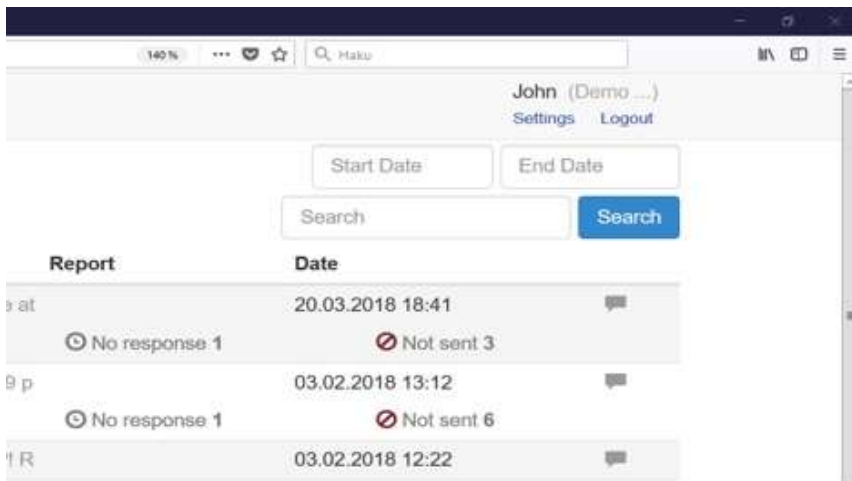 140% ... Haku
John (Demo ...)
Settings Logout
Start Date End Date
Search Search
Report Date
at 20.03.2018 18:41
No response 1 Not sent 3
9 p 03.02.2018 13:12
No response 1 Not sent 6
! R 03.02.2018 12:22